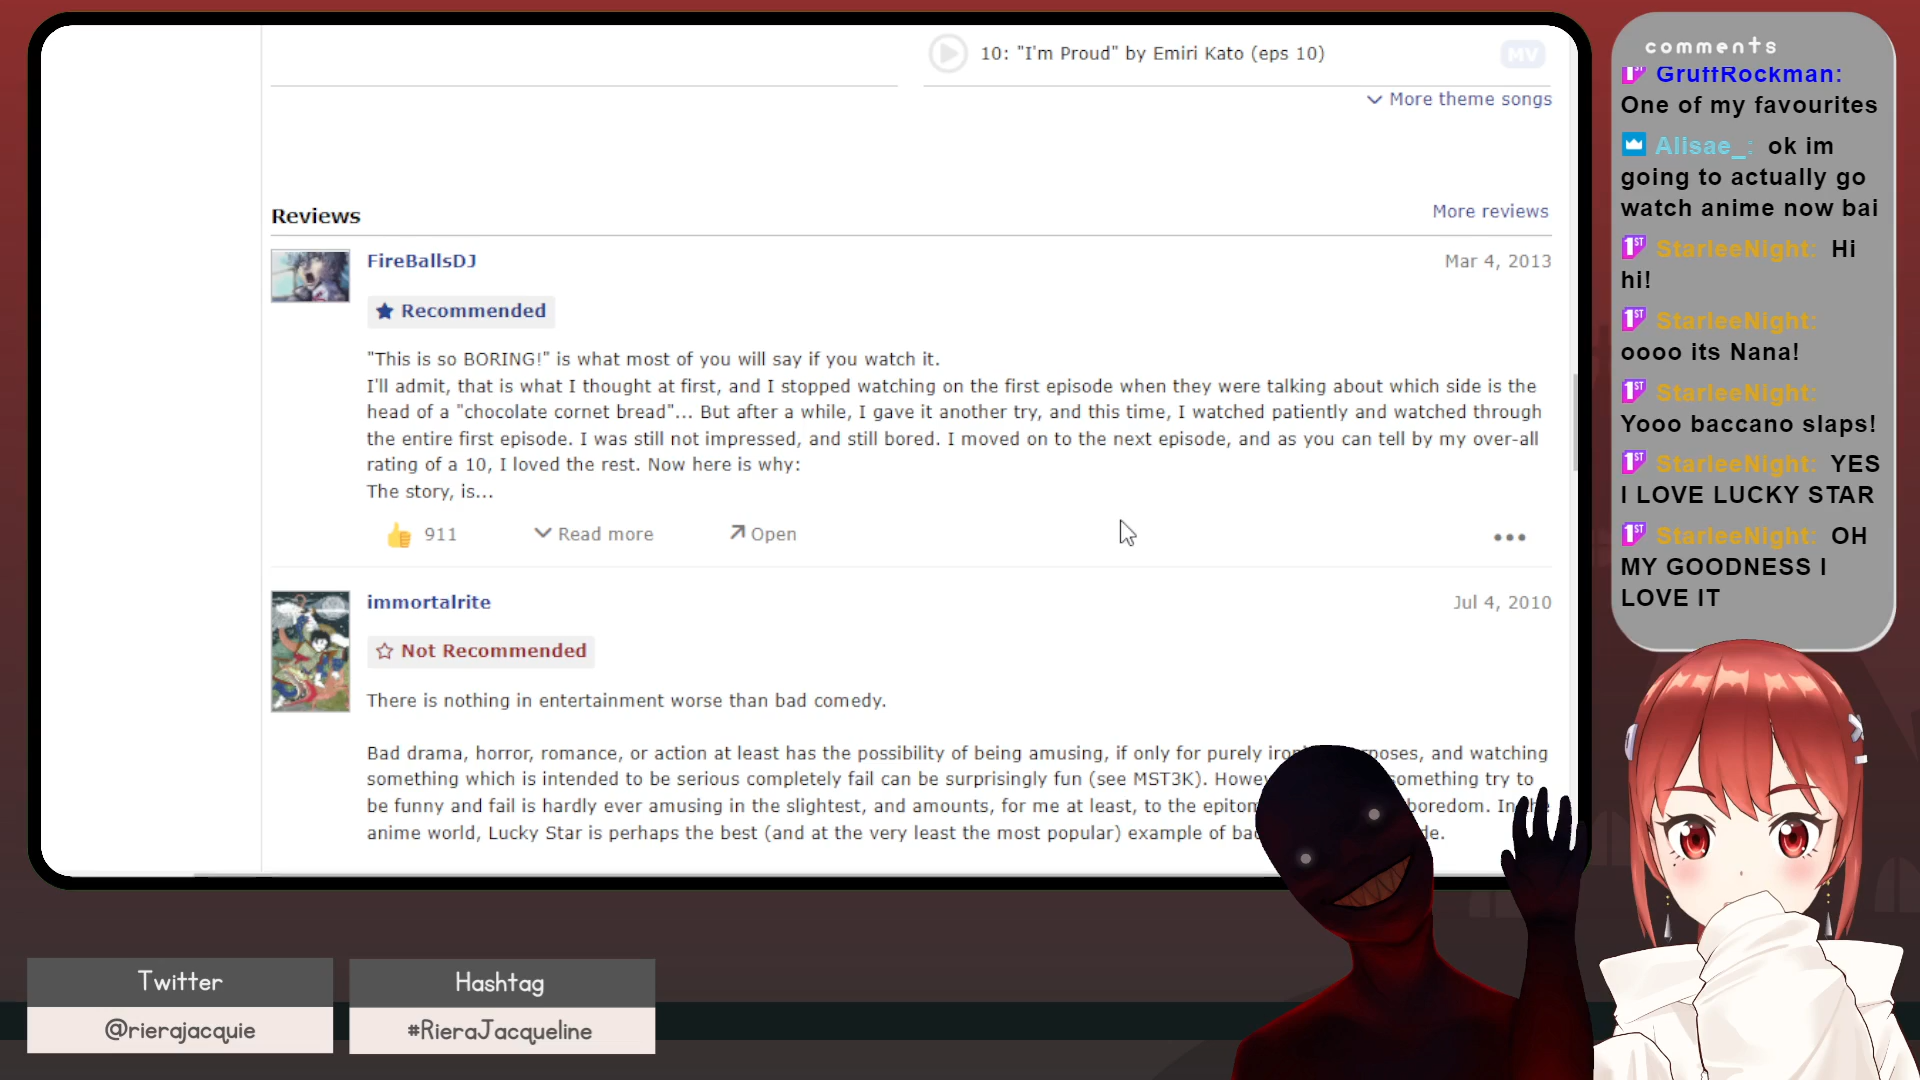 10: "I'm Proud" by Emiri Kato (eps 10)
MV
More theme songs
Reviews
More reviews
FireBallsDJ
Mar 4, 2013
Recommended
"This is so BORING!" is what most of you will say if you watch it.
I'll admit, that is what I thought at first, and I stopped watching on the first episode when they were talking about which side is the
head of a "chocolate cornet bread"... But after a while, I gave it another try, and this time, I watched patiently and watched through
the entire first episode. I was still not impressed, and still bored. I moved on to the next episode, and as you can tell by my over-all
rating of a 10, I loved the rest. Now here is why:
The story, is...
911
Read more
Open
immortalrite
Jul 4, 2010
Not Recommended
There is nothing in entertainment worse than bad comedy.
Bad drama, horror, romance, or action at least has the possibility of being amusing, if only for purely and watching
something which is intended to be serious completely fail can be surprisingly fun (see MST3K). something try to
be funny and fail is hardly ever amusing in the slightest, and amounts, for me at least, to the boredom. In the
anime world, Lucky Star is perhaps the best (and at the very least the most popular) example of
comments
1ST GruffRockman:
One of my favourites
Alisae_: ok im
going to actually go
watch anime now bai
1ST StarleeNight: Hi
hi!
1ST StarleeNight:
oooo its Nana!
1ST StarleeNight:
Yooo baccano slaps!
1ST StarleeNight: YES
I LOVE LUCKY STAR
1ST StarleeNight: OH
MY GOODNESS I
LOVE IT
Twitter
@rierajacquie
Hashtag
#RieraJacqueline